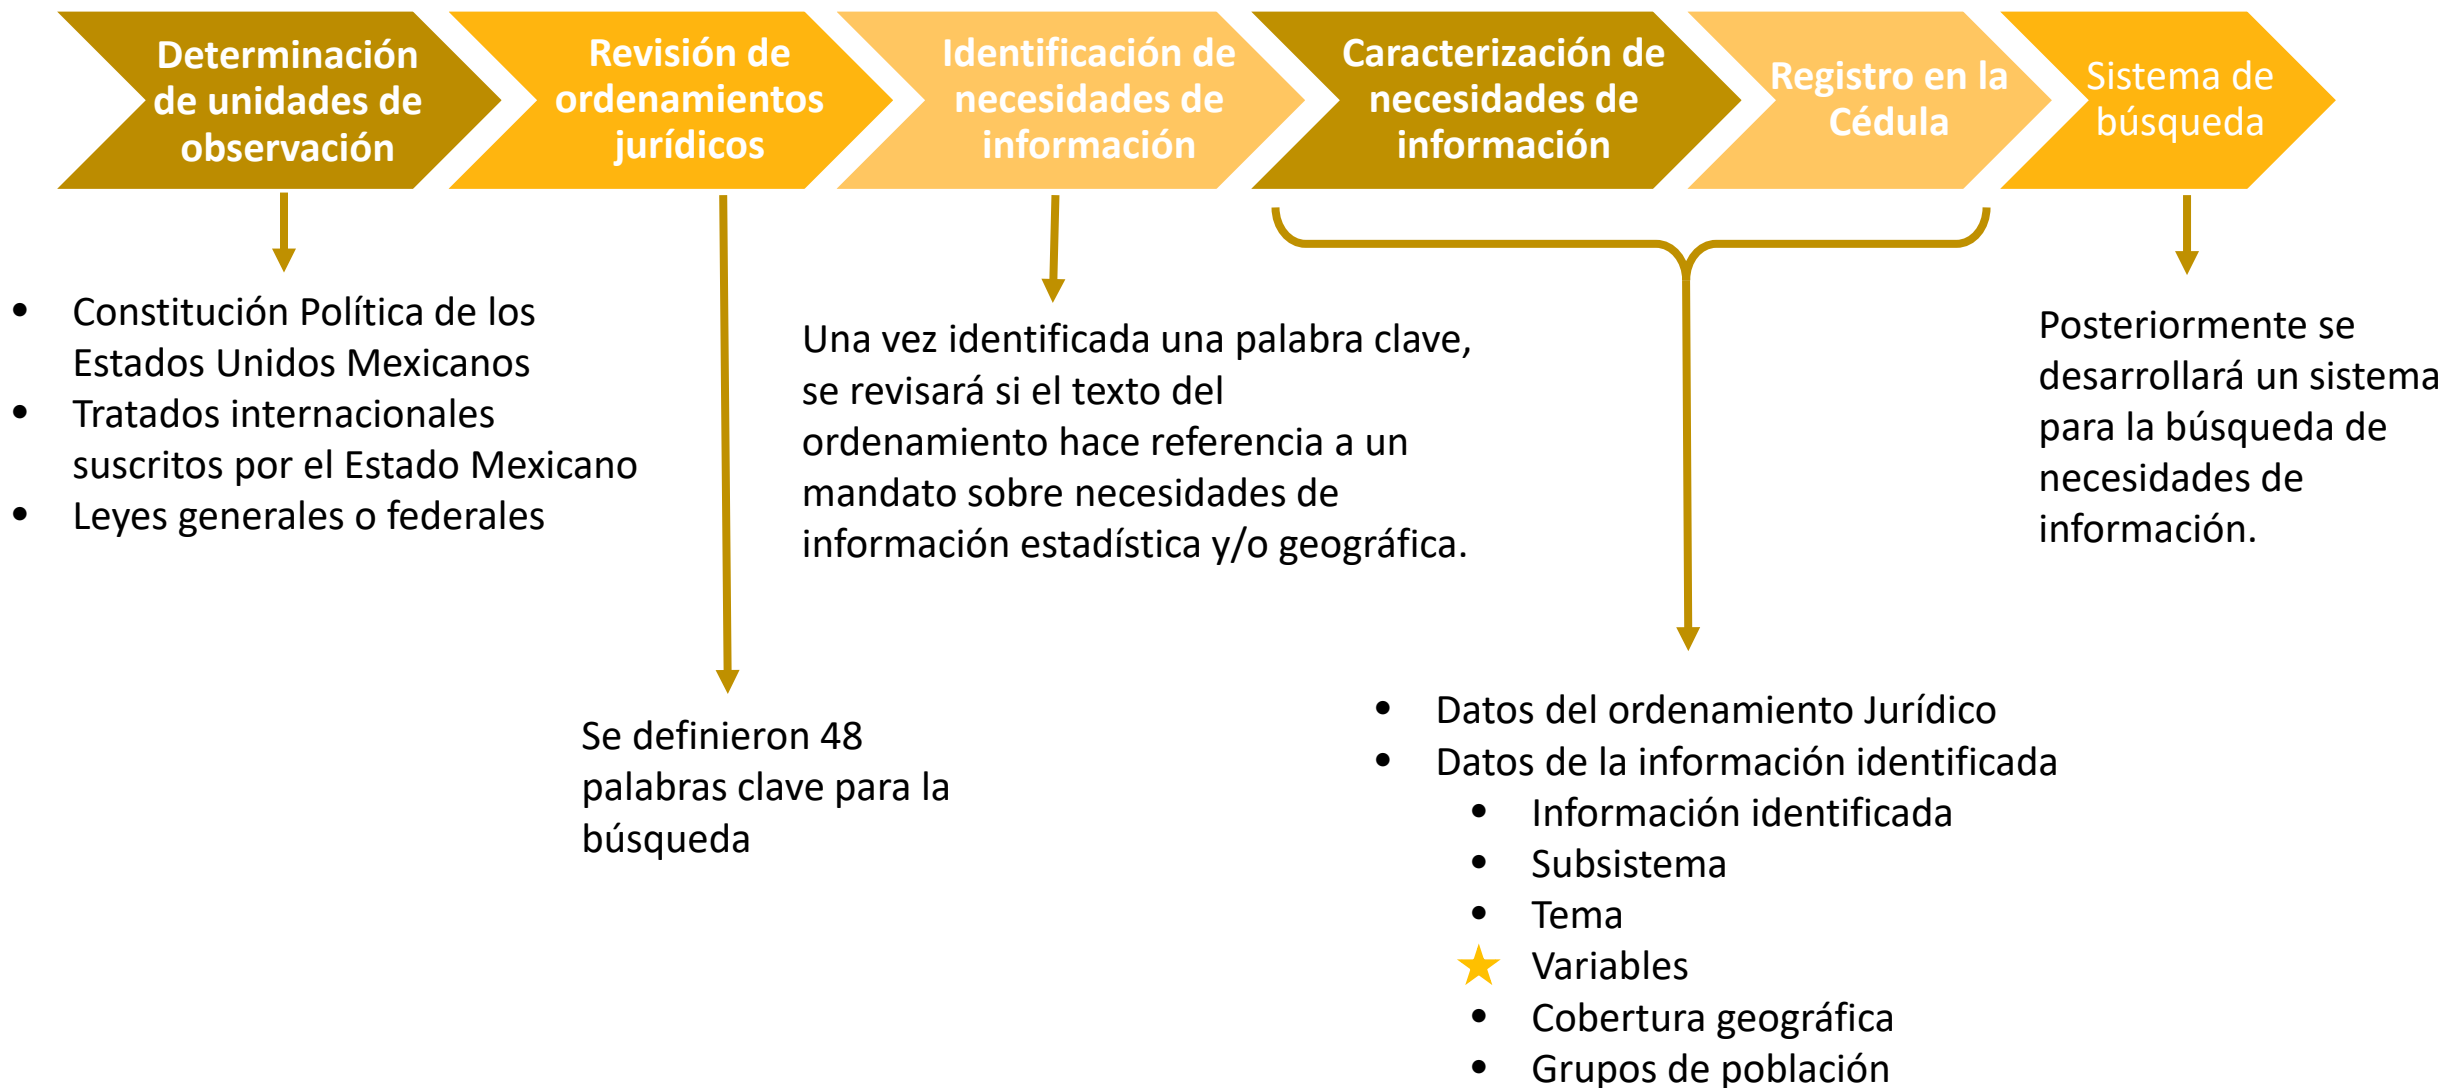 Determinación
de unidades de
observación
Revisión de
ordenamientos
jurídicos
Identificación de
necesidades de
información
Caracterización de
necesidades de
información
Registro en la
Cédula
Sistema de
búsqueda
• Constitución Política de los
Estados Unidos Mexicanos
• Tratados internacionales
suscritos por el Estado Mexicano
• Leyes generales o federales
Se definieron 48
palabras clave para la
búsqueda
Una vez identificada una palabra clave,
se revisará si el texto del
ordenamiento hace referencia a un
mandato sobre necesidades de
información estadística y/o geográfica.
• Datos del ordenamiento Jurídico
• Datos de la información identificada
• Información identificada
• Subsistema
• Tema
Variables
• Cobertura geográfica
• Grupos de población
Posteriormente se
desarrollará un sistema
para la búsqueda de
necesidades de
información.